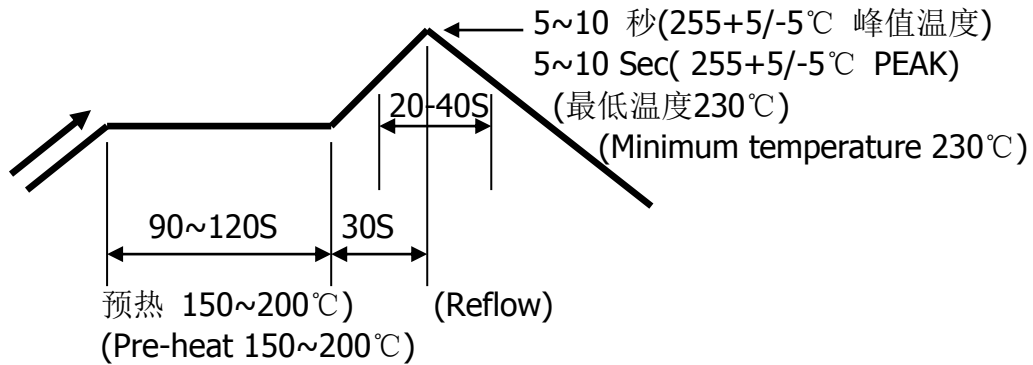 5~10 秒(255+5/-5℃ 峰值温度)
5~10 Sec( 255+5/-5℃ PEAK)
(最低温度230℃)
(Minimum temperature 230℃)
20-40S
90~120S
30S
预热 150~200℃)
(Reflow)
(Pre-heat 150~200℃)